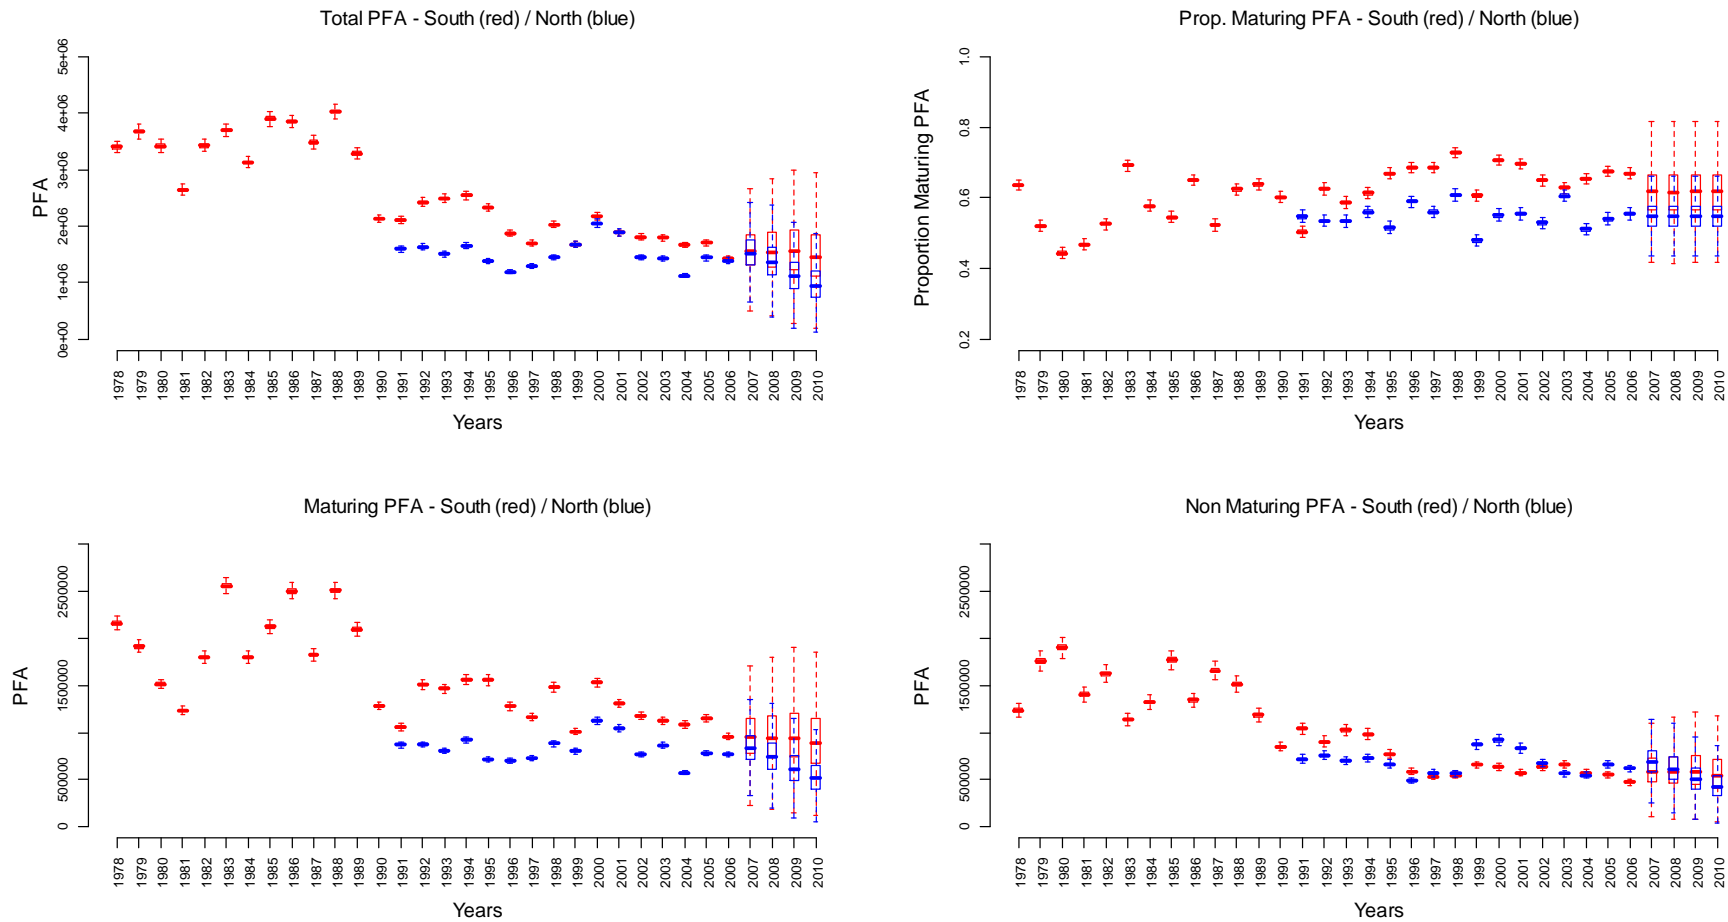 Total PFA - South (red) / North (blue)
PFA
5e+06
4e+06
3e+06
2e+06
1e+06
0e+00
1978 1979 1980 1981 1982 1983 1984 1985 1986 1987 1988 1989 1990 1991 1992 1993 1994 1995 1996 1997 1998 1999 2000 2001 2002 2003 2004 2005 2006 2007 2008 2009 2010
Years
Prop. Maturing PFA - South (red) / North (blue)
Proportion Maturing PFA
1.0
0.8
0.6
0.4
0.2
1978 1979 1980 1981 1982 1983 1984 1985 1986 1987 1988 1989 1990 1991 1992 1993 1994 1995 1996 1997 1998 1999 2000 2001 2002 2003 2004 2005 2006 2007 2008 2009 2010
Years
Maturing PFA - South (red) / North (blue)
PFA
2500000
1500000
500000
0
1978 1979 1980 1981 1982 1983 1984 1985 1986 1987 1988 1989 1990 1991 1992 1993 1994 1995 1996 1997 1998 1999 2000 2001 2002 2003 2004 2005 2006 2007 2008 2009 2010
Years
Non Maturing PFA - South (red) / North (blue)
PFA
2500000
1500000
500000
0
1978 1979 1980 1981 1982 1983 1984 1985 1986 1987 1988 1989 1990 1991 1992 1993 1994 1995 1996 1997 1998 1999 2000 2001 2002 2003 2004 2005 2006 2007 2008 2009 2010
Years